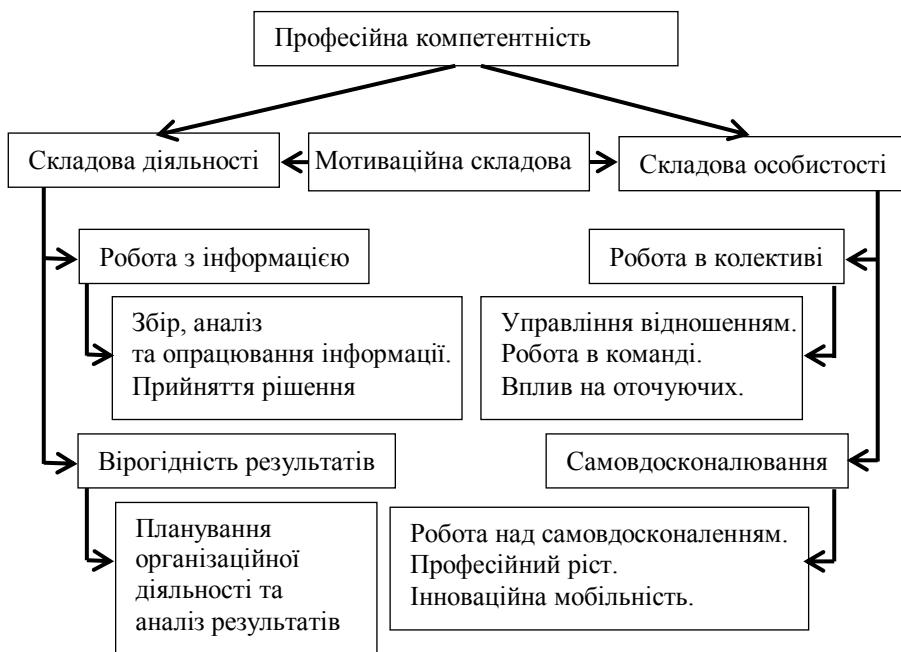 Професійна компетентність
Складова діяльності
Мотиваційна складова
Складова особистості
Робота з інформацією
Робота в колективі
Збір, аналіз
та опрацювання інформації.
Прийняття рішення
Управління відношенням.
Робота в команді.
Вплив на оточуючих.
Вірогідність результатів
Самовдосконалювання
Планування
організаційної
діяльності та
аналіз результатів
Робота над самовдосконаленням.
Професійний ріст.
Інноваційна мобільність.